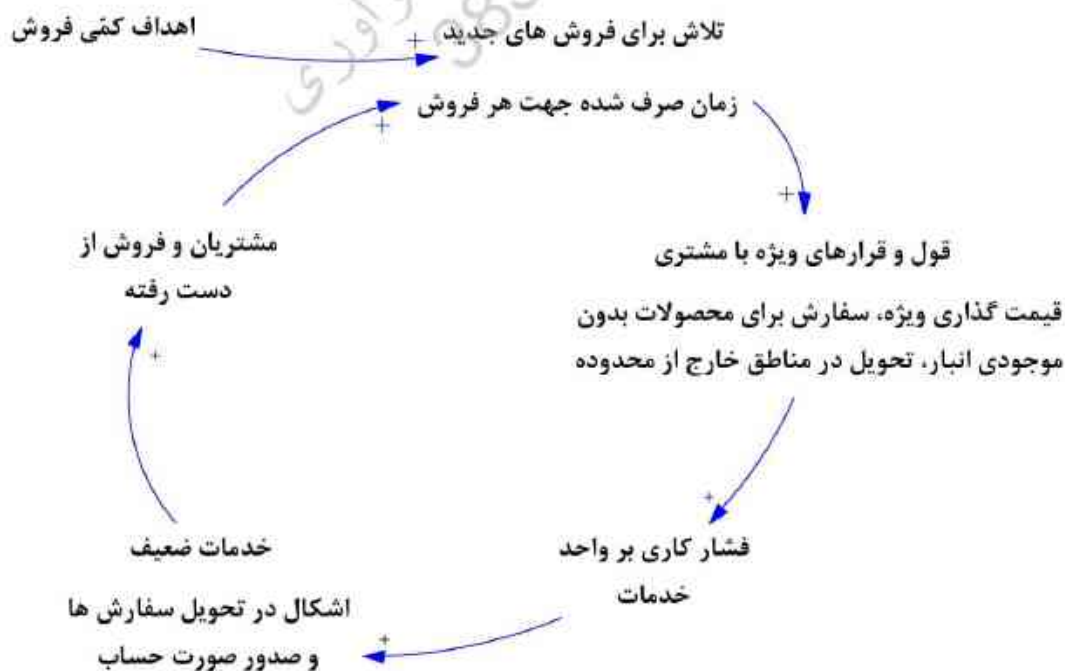 اهداف کمّی فروش
تلاش برای فروش های جدید
زمان صرف شده جهت هر فروش
قول و قرارهای ویژه با مشتری
قیمت گذاری ویژه، سفارش برای محصولات بدون
موجودی انبار، تحویل در مناطق خارج از محدوده
فشار کاری بر واحد
خدمات
خدمات ضعیف
اشکال در تحویل سفارش ها
و صدور صورت حساب
مشتریان و فروش از
دست رفته